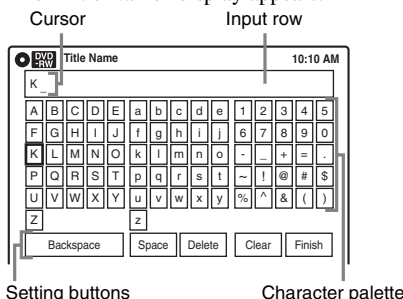 Cursor Input row
DVD -RW Title Name 10:10 AM
K _
A B C D E a b c d e 1 2 3 4 5
F G H I J f g h i j 6 7 8 9 0
K L M N O k l m n o - _ + = .
P Q R S T p q r s t ~ ! @ # $
U V W X Y u v w x y % ^ & ( )
Z z
Backspace Space Delete Clear Finish
Setting buttons Character palette